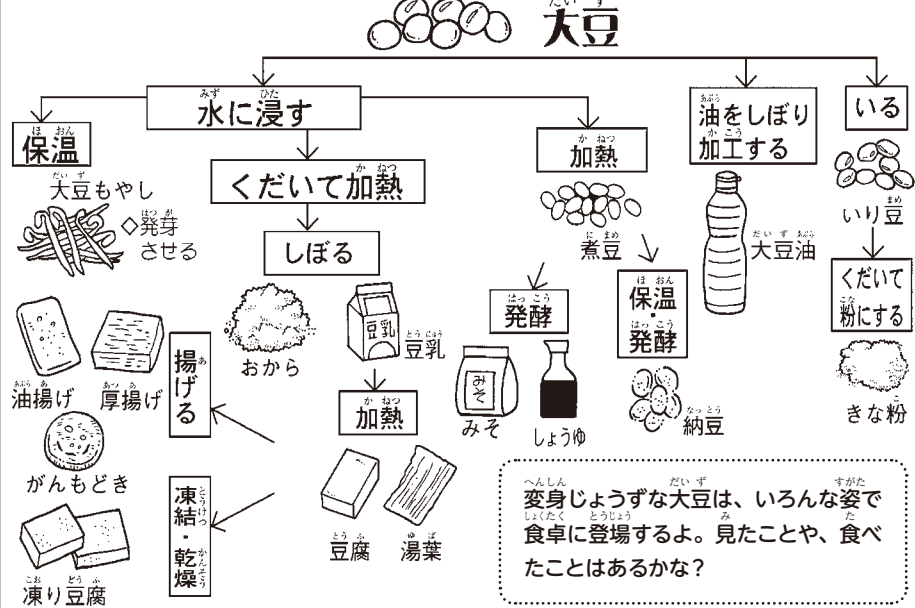 大豆
水に浸す
油をしぼり
加工する
いる
保温
大豆もやし
◇発芽
させる
くだいて加熱
しぼる
加熱
煮豆
大豆油
いり豆
くだいて
粉にする
きな粉
発酵
みそ
みそ
しょうゆ
保温・発酵
納豆
おから
豆乳
豆乳
加熱
豆腐
湯葉
揚げる
油揚げ
厚揚げ
がんもどき
凍結・乾燥
凍り豆腐
変身じょうずな大豆は、いろんな姿で
食卓に登場するよ。見たことや、食べ
たことはあるかな？